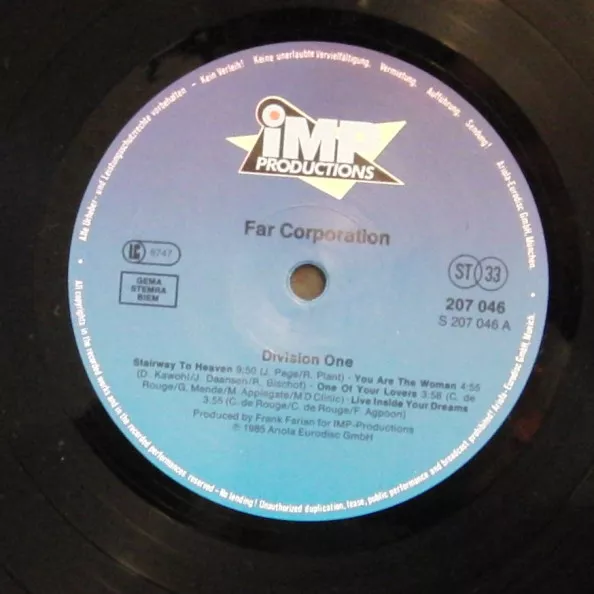 Alle Urheber- und Leistungsschutzrechte vorbehalten - Kein Verleih! Keine unerlaubte Vervielfältigung, Vermietung, Aufführung, Sendung! Ariola-Eurodisc GmbH, München.
iMP
PRODUCTIONS
Far Corporation
LC 8747
GEMA
STEMRA
BIEM
ST 33
207 046
S 207 046 A
Division One
Stairway To Heaven 9:50 (J. Page/R. Plant) · You Are The Woman 4:55
(D. Kawohl/J. Daansen/R. Bischof) · One Of Your Lovers 3:58 (C. de
Rouge/G. Mende/M. Applegate/M.D'Clinic) · Live Inside Your Dreams
3:55 (C. de Rouge/C. de Rouge/F. Agpoon)
Produced by Frank Farian for IMP-Productions
℗ 1985 Ariola Eurodisc GmbH
All copyrights in the recorded works and in the recorded performances reserved - No lending! Unauthorized duplication, lease, public performance and broadcast prohibited! Ariola-Eurodisc GmbH, Munich.